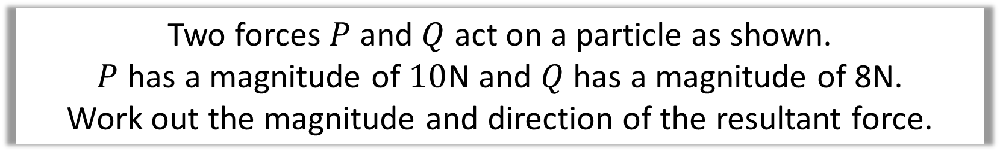 Two forces P and Q act on a particle as shown.
P has a magnitude of 10N and Q has a magnitude of 8N.
Work out the magnitude and direction of the resultant force.